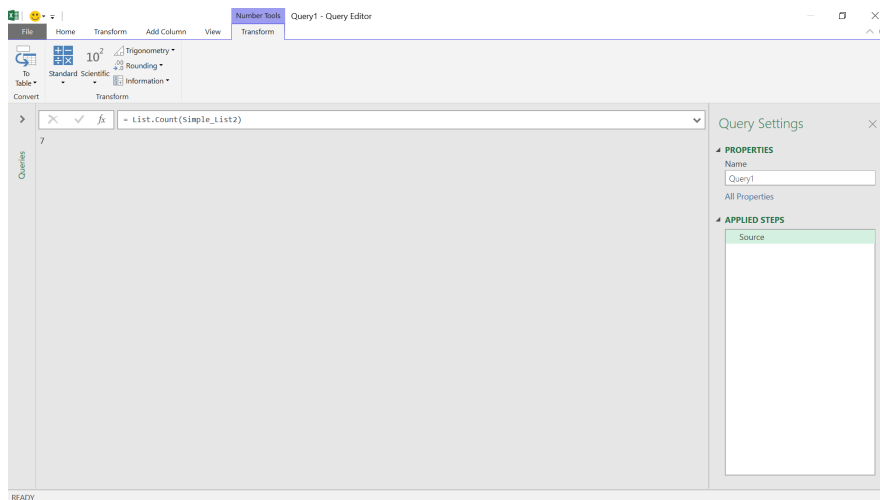 Number Tools Query1 - Query Editor
File Home Transform Add Column View Transform
To Table
Standard
Scientific
10²
Trigonometry
.00 Rounding
Information
Convert Transform
fx = List.Count(Simple_List2)
7
Queries
Query Settings
PROPERTIES
Name
Query1
All Properties
APPLIED STEPS
Source
READY